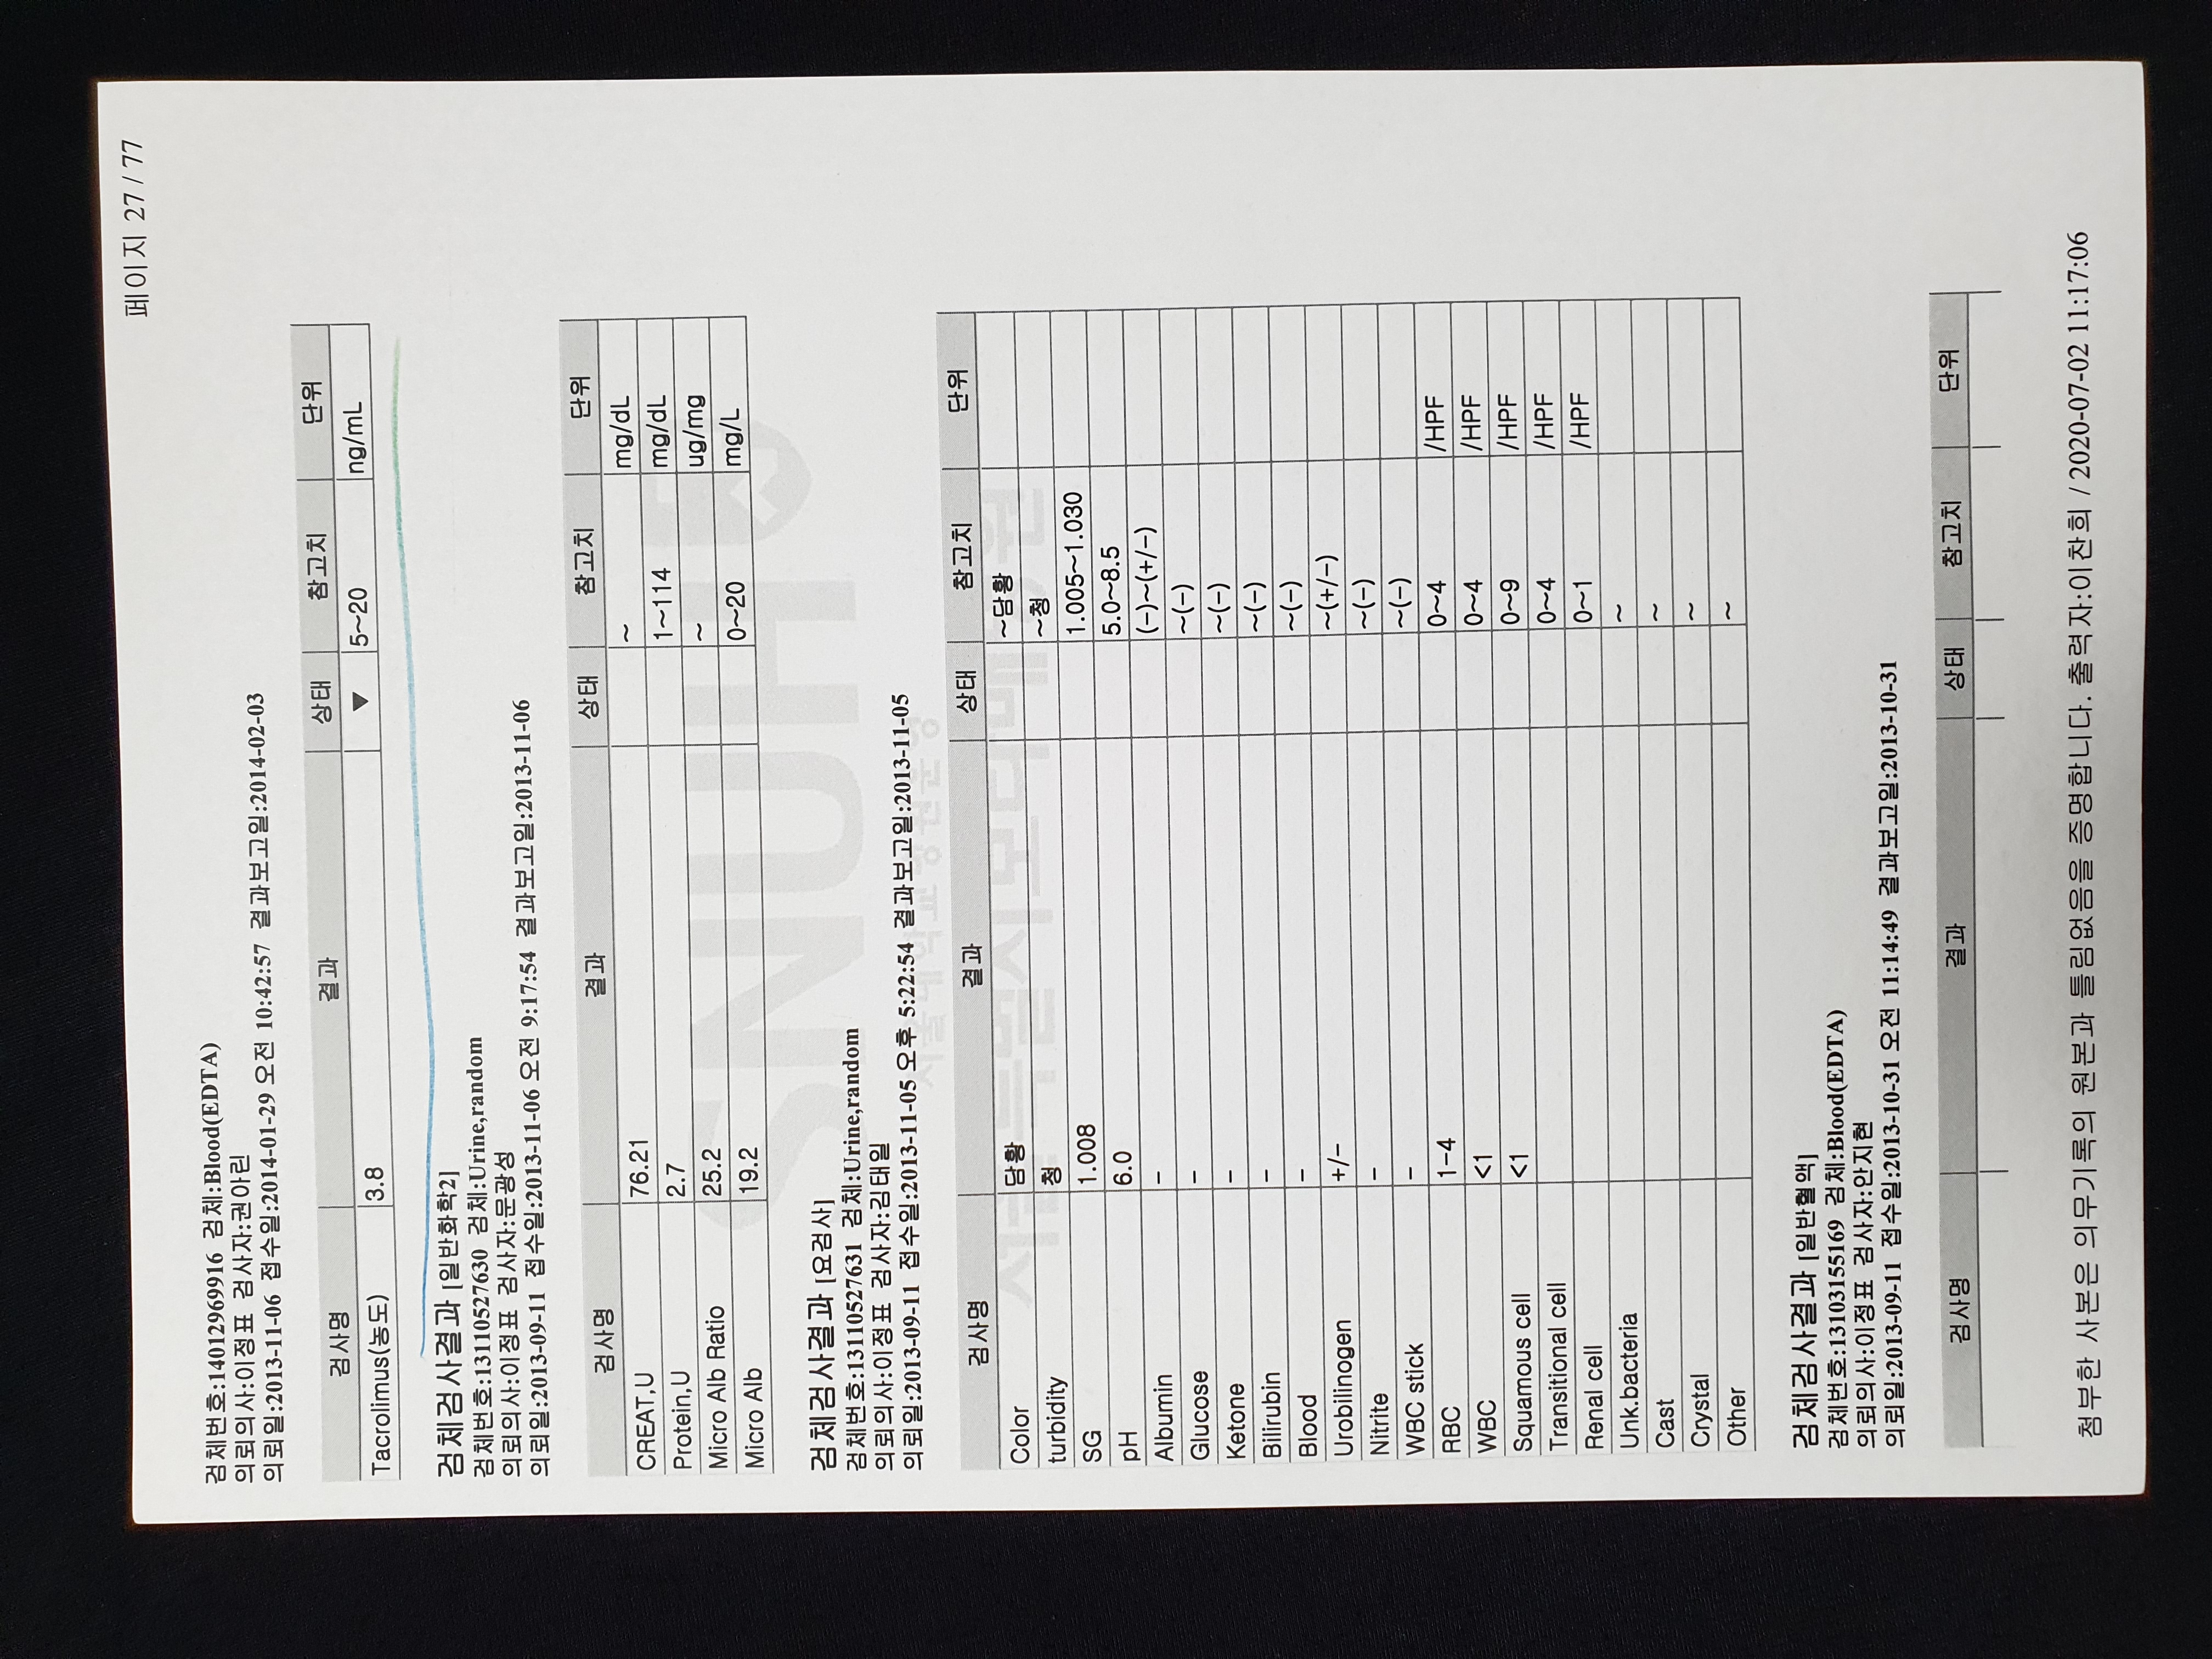 페이지 27 / 77
검체번호:14012969916 검체:Blood(EDTA)
의뢰의사:이정표 검사자:권아린
의뢰일:2013-11-06 접수일:2014-01-29 오전 10:42:57 결과보고일:2014-02-03
검사명 결과 상태 참고치 단위
Tacrolimus(농도) 3.8 ▼ 5~20 ng/mL
검체검사결과 [일반화학2]
검체번호:13110527630 검체:Urine,random
의뢰의사:이정표 검사자:문광성
의뢰일:2013-09-11 접수일:2013-11-06 오전 9:17:54 결과보고일:2013-11-06
검사명 결과 상태 참고치 단위
CREAT,U 76.21 ~ mg/dL
Protein,U 2.7 1~114 mg/dL
Micro Alb Ratio 25.2 ~ ug/mg
Micro Alb 19.2 0~20 mg/L
SNUH
검체검사결과 [요검사]
검체번호:13110527631 검체:Urine,random
의뢰의사:이정표 검사자:김태일
의뢰일:2013-09-11 접수일:2013-11-05 오후 5:22:54 결과보고일:2013-11-05
서울대학교병원운영
서울특별시보라매병원
검사명 결과 상태 참고치 단위
Color 담황 ~담황
turbidity 청 ~청
SG 1.008 1.005~1.030
pH 6.0 5.0~8.5
Albumin - (-)~(+/-)
Glucose - ~(-)
Ketone - ~(-)
Bilirubin - ~(-)
Blood - ~(-)
Urobilinogen +/- ~(+/-)
Nitrite - ~(-)
WBC stick - ~(-)
RBC 1-4 0~4 /HPF
WBC <1 0~4 /HPF
Squamous cell <1 0~9 /HPF
Transitional cell 0~4 /HPF
Renal cell 0~1 /HPF
Unk.bacteria ~
Cast ~
Crystal ~
Other ~
검체검사결과 [일반혈액]
검체번호:13103155169 검체:Blood(EDTA)
의뢰의사:이정표 검사자:안지현
의뢰일:2013-09-11 접수일:2013-10-31 오전 11:14:49 결과보고일:2013-10-31
검사명 결과 상태 참고치 단위
첨부한 사본은 의무기록의 원본과 틀림없음을 증명합니다. 출력자:이찬희 / 2020-07-02 11:17:06